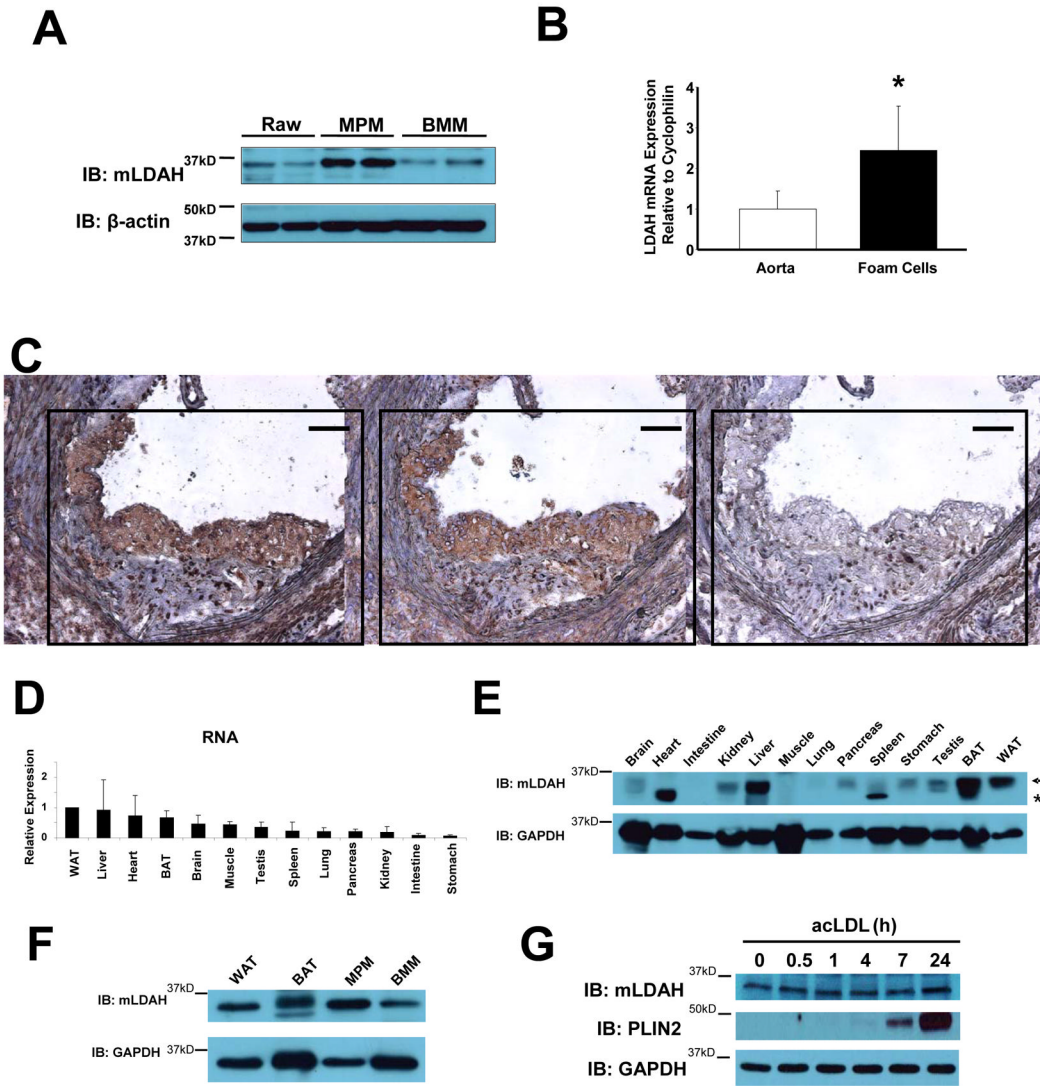 A
Raw MPM BMM
IB: mLDAH
37kD
IB: β-actin
50kD
37kD
B
LDAH mRNA Expression
Relative to Cyclophilin
4
3
2
1
0
*
Aorta Foam Cells
C
D
RNA
Relative Expression
2
1
0
WAT Liver Heart BAT Brain Muscle Testis Spleen Lung Pancreas Kidney Intestine Stomach
E
Brain Heart Intestine Kidney Liver Muscle Lung Pancreas Spleen Stomach Testis BAT WAT
37kD
IB: mLDAH
*
37kD
IB: GAPDH
F
WAT BAT MPM BMM
37kD
IB: mLDAH
37kD
IB: GAPDH
G
acLDL (h)
0 0.5 1 4 7 24
37kD
IB: mLDAH
50kD
IB: PLIN2
37kD
IB: GAPDH